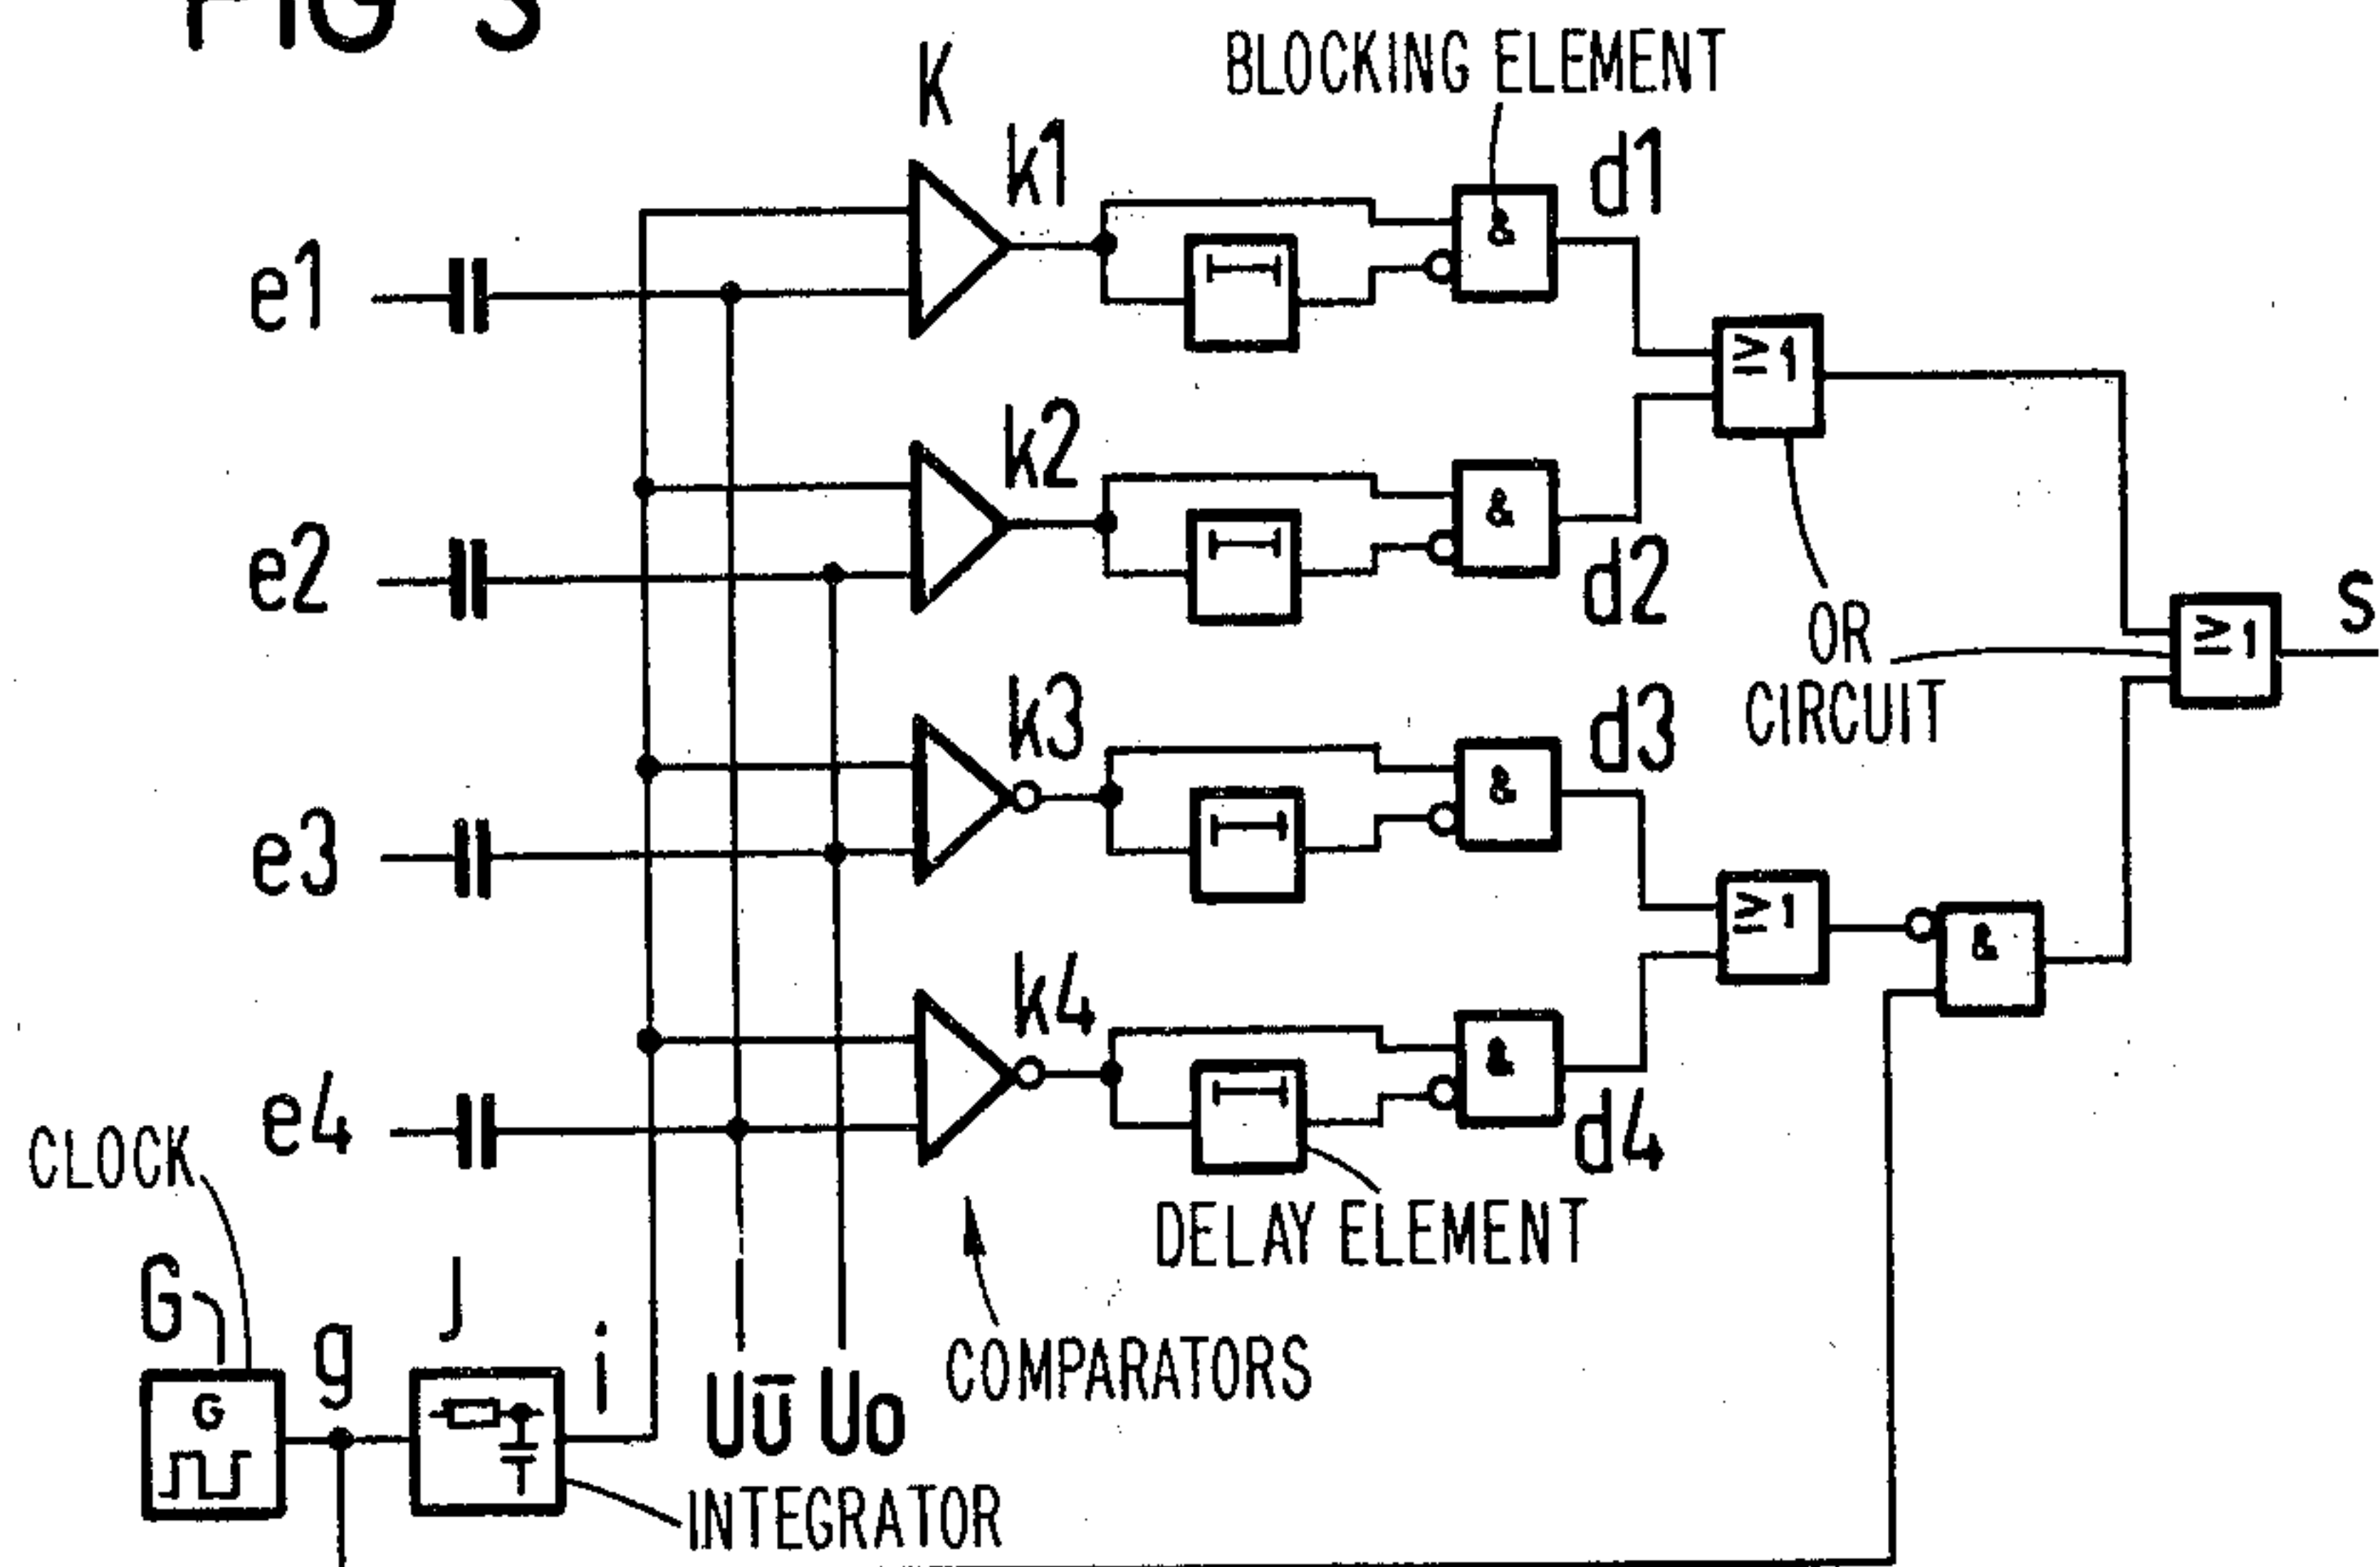 FIG 3
BLOCKING ELEMENT
K
k1
&
d1
e1
≥1
k2
&
d2
e2
OR
CIRCUIT
≥1
S
k3
&
d3
e3
≥1
&
k4
&
d4
e4
CLOCK
DELAY ELEMENT
G
g
J
i
COMPARATORS
G
Uū Uo
INTEGRATOR